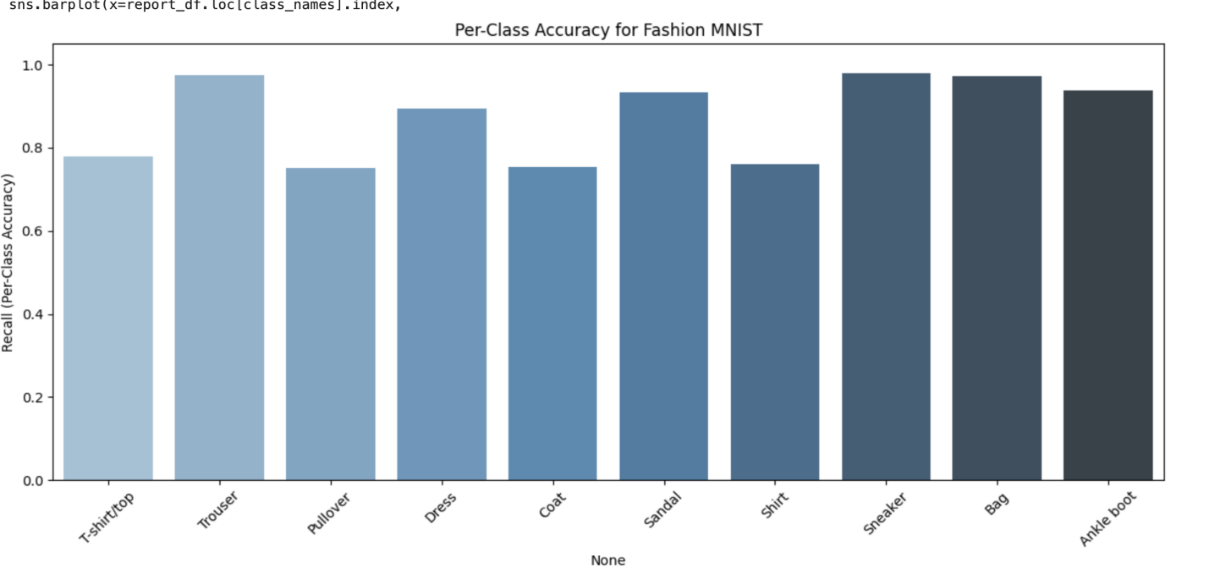 sns.barplot(x=report_df.loc[class_names].index,
Per-Class Accuracy for Fashion MNIST
Recall (Per-Class Accuracy)
1.0
0.8
0.6
0.4
0.2
0.0
T-shirt/top
Trouser
Pullover
Dress
Coat
Sandal
Shirt
Sneaker
Bag
Ankle boot
None